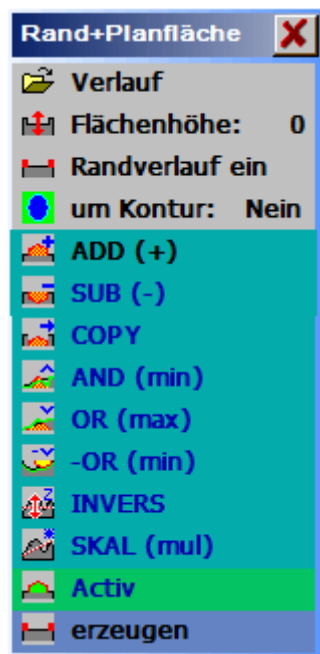 Rand+Planfläche
Verlauf
Flächenhöhe: 0
Randverlauf ein
um Kontur: Nein
ADD (+)
SUB (-)
COPY
AND (min)
OR (max)
-OR (min)
INVERS
SKAL (mul)
Activ
erzeugen